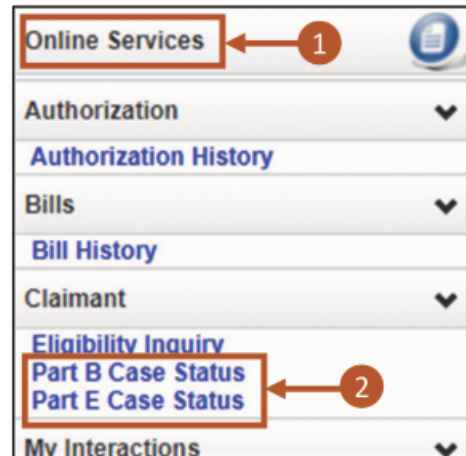 Online Services
1
Authorization
Authorization History
Bills
Bill History
Claimant
Eligibility Inquiry
Part B Case Status
Part E Case Status
2
My Interactions